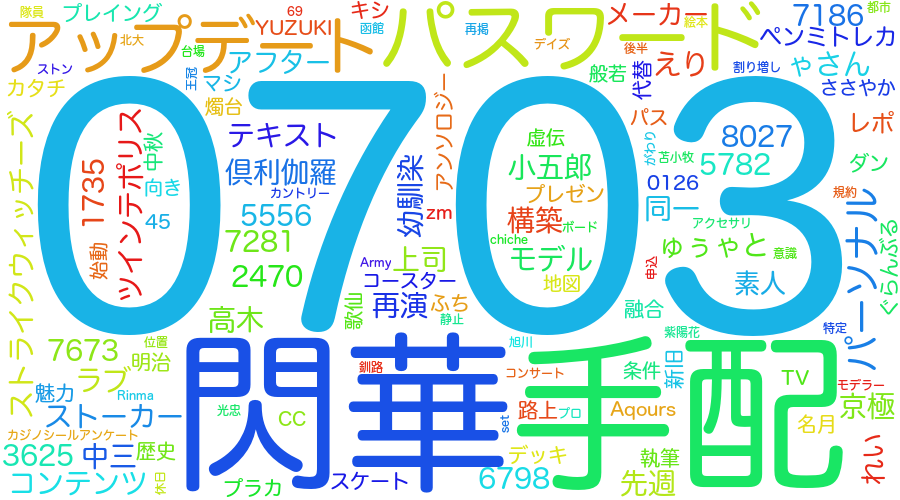 隊員
プレイング
69
YUZUKI
キシ
函館
再掲
メーカー
絵本
7186
都市
アップデート
北大
台場
パスワード
デイズ
後半
ペンミトレカ
ストン
王冠
アフター
マシ
般若
代替
えり
割り増し
ゃさん
ささやか
カタチ
燭台
アンソロジー
パス
レポ
0703
テキスト
虚伝
8027
ストライクウィッチーズ
1735
ツインテポリス
中秋
向き
45
倶利伽羅
カントリー
幼馴染
小五郎
プレゼン
がわり
苫小牧
5782
ダン
0126
規約
5556
zm
構築
ボード
同一
アクセサリ
パーソナル
7281
chiche
モデル
ゅぅゃと
意識
ぐらんぶる
始動
2470
Army
上司
コースター
地図
申込
素人
高木
歌仙
再演
ふち
静止
融合
紫陽花
特定
7673
位置
明治
閃華
旭川
手配
釧路
コンサート
条件
新旧
TV
モデラー
魅力
ラブ
Rinma
ストーカー
光忠
CC
set
路上
プロ
Aqours
名月
京極
カジノシールアンケート
3625
中三
歴史
れい
デッキ
執筆
コンテンツ
休日
プラカ
スケート
6798
先週